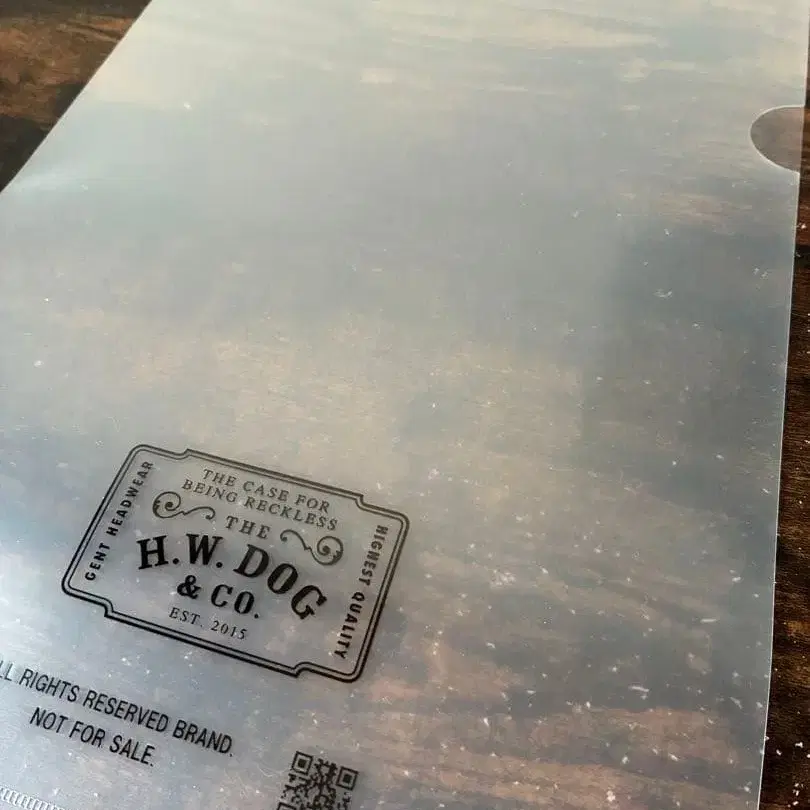 THE CASE FOR
BEING RECKLESS
THE
H.W. DOG
& CO.
EST. 2015
GENT HEADWEAR
HIGHEST QUALITY
LL RIGHTS RESERVED BRAND.
NOT FOR SALE.